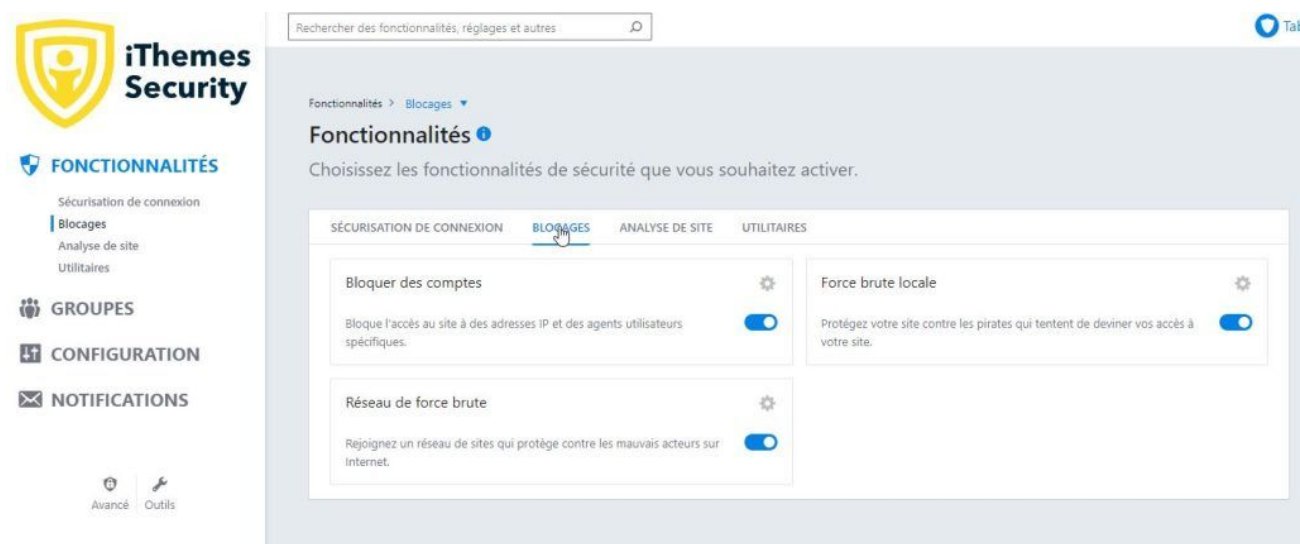 iThemes
Security
Rechercher des fonctionnalités, réglages et autres
Fonctionnalités > Blocages
Fonctionnalités
Choisissez les fonctionnalités de sécurité que vous souhaitez activer.
FONCTIONNALITÉS
Sécurisation de connexion
Blocages
Analyse de site
Utilitaires
GROUPES
CONFIGURATION
NOTIFICATIONS
Avancé
Outils
SÉCURISATION DE CONNEXION
BLOCAGES
ANALYSE DE SITE
UTILITAIRES
Bloquer des comptes
Bloque l'accès au site à des adresses IP et des agents utilisateurs
spécifiques.
Force brute locale
Protégez votre site contre les pirates qui tentent de deviner vos accès à
votre site.
Réseau de force brute
Rejoignez un réseau de sites qui protège contre les mauvais acteurs sur
Internet.